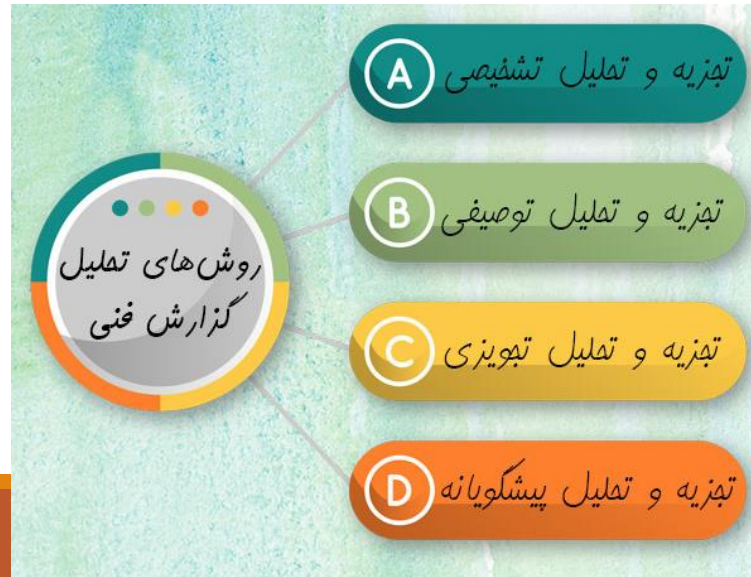 روش‌های تحلیل
گزارش فنی
A تجزیه و تحلیل تشخیصی
B تجزیه و تحلیل توصیفی
C تجزیه و تحلیل تجویزی
D تجزیه و تحلیل پیشگویانه